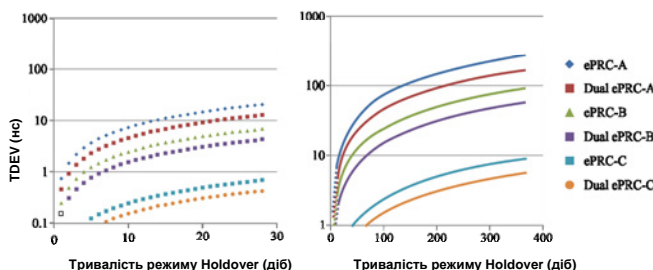 TDEV (нс)
1000
100
10
1
0.1
0
10
20
30
Тривалість режиму Holdover (діб)
1000
100
10
1
0
100
200
300
400
Тривалість режиму Holdover (діб)
ePRC-A
Dual ePRC-A
ePRC-B
Dual ePRC-B
ePRC-C
Dual ePRC-C